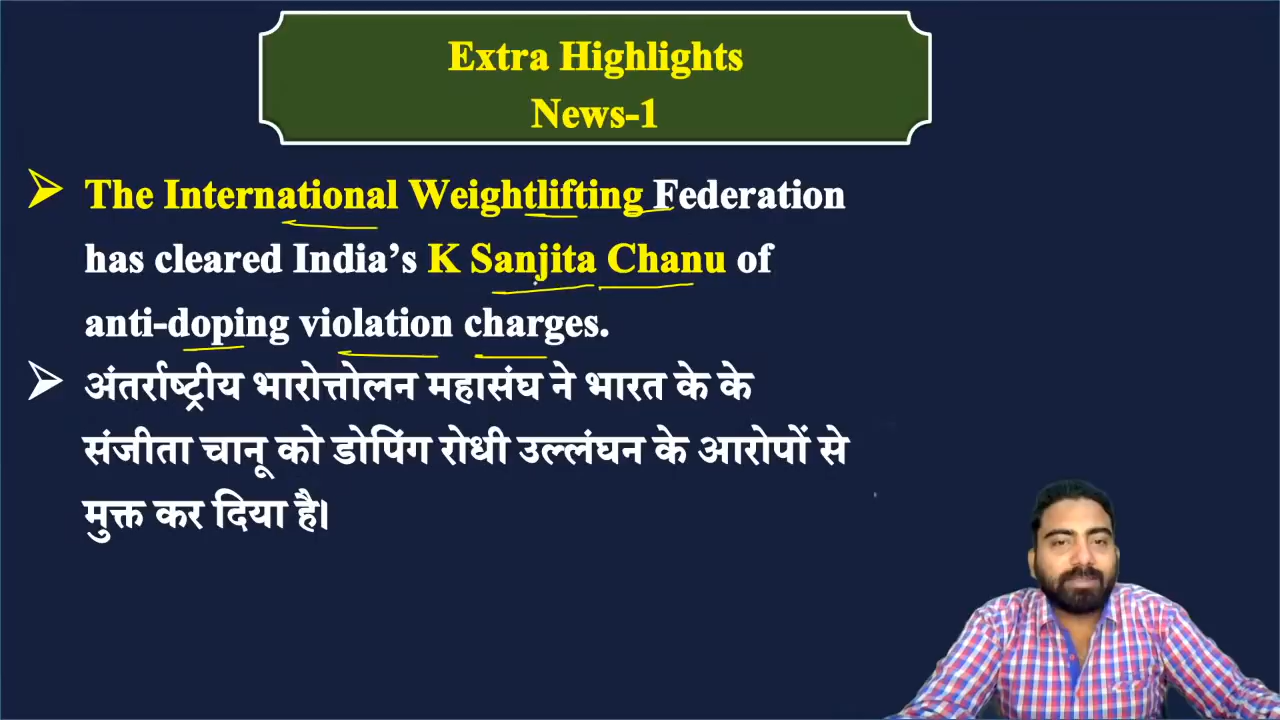 Extra Highlights
News-1
The International Weightlifting Federation
has cleared India's K Sanjita Chanu of
anti-doping violation charges.
अंतर्राष्ट्रीय भारोत्तोलन महासंघ ने भारत के के
संजीता चानू को डोपिंग रोधी उल्लंघन के आरोपों से
मुक्त कर दिया है।